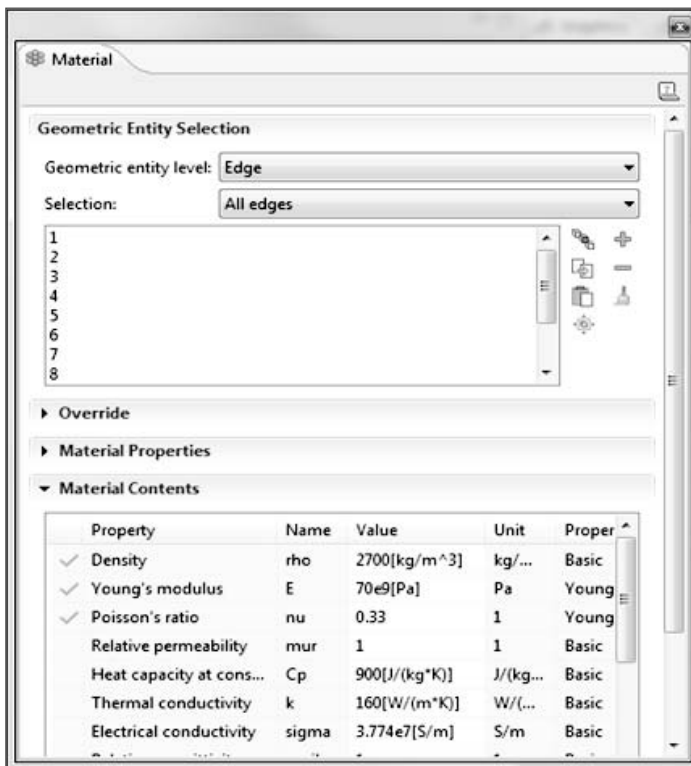 Material
Geometric Entity Selection
Geometric entity level: Edge
Selection: All edges
1
2
3
4
5
6
7
8
Override
Material Properties
Material Contents
Property Name Value Unit Proper
Density rho 2700[kg/m^3] kg/... Basic
Young's modulus E 70e9[Pa] Pa Young
Poisson's ratio nu 0.33 1 Young
Relative permeability mur 1 1 Basic
Heat capacity at cons... Cp 900[J/(kg*K)] J/(kg... Basic
Thermal conductivity k 160[W/(m*K)] W/(... Basic
Electrical conductivity sigma 3.774e7[S/m] S/m Basic